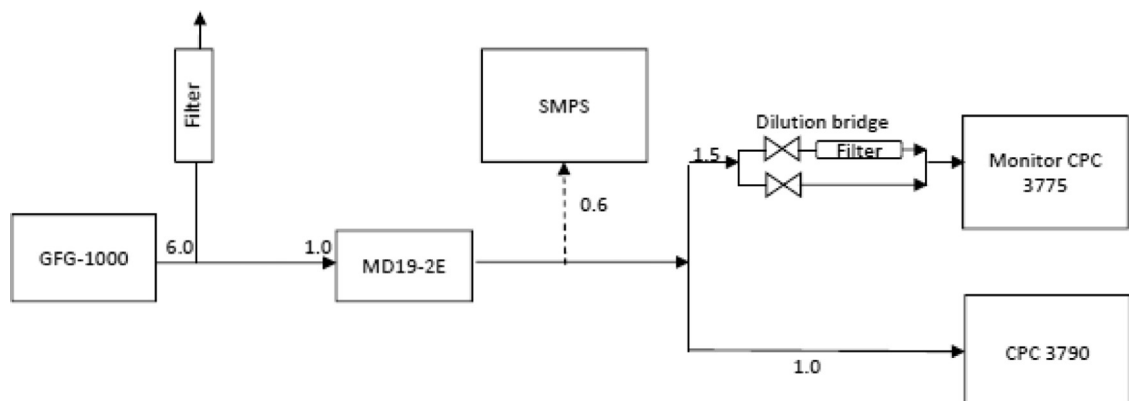 Filter
SMPS
Dilution bridge
1.5
Filter
Monitor CPC
3775
0.6
GFG-1000
6.0
1.0
MD19-2E
CPC 3790
1.0